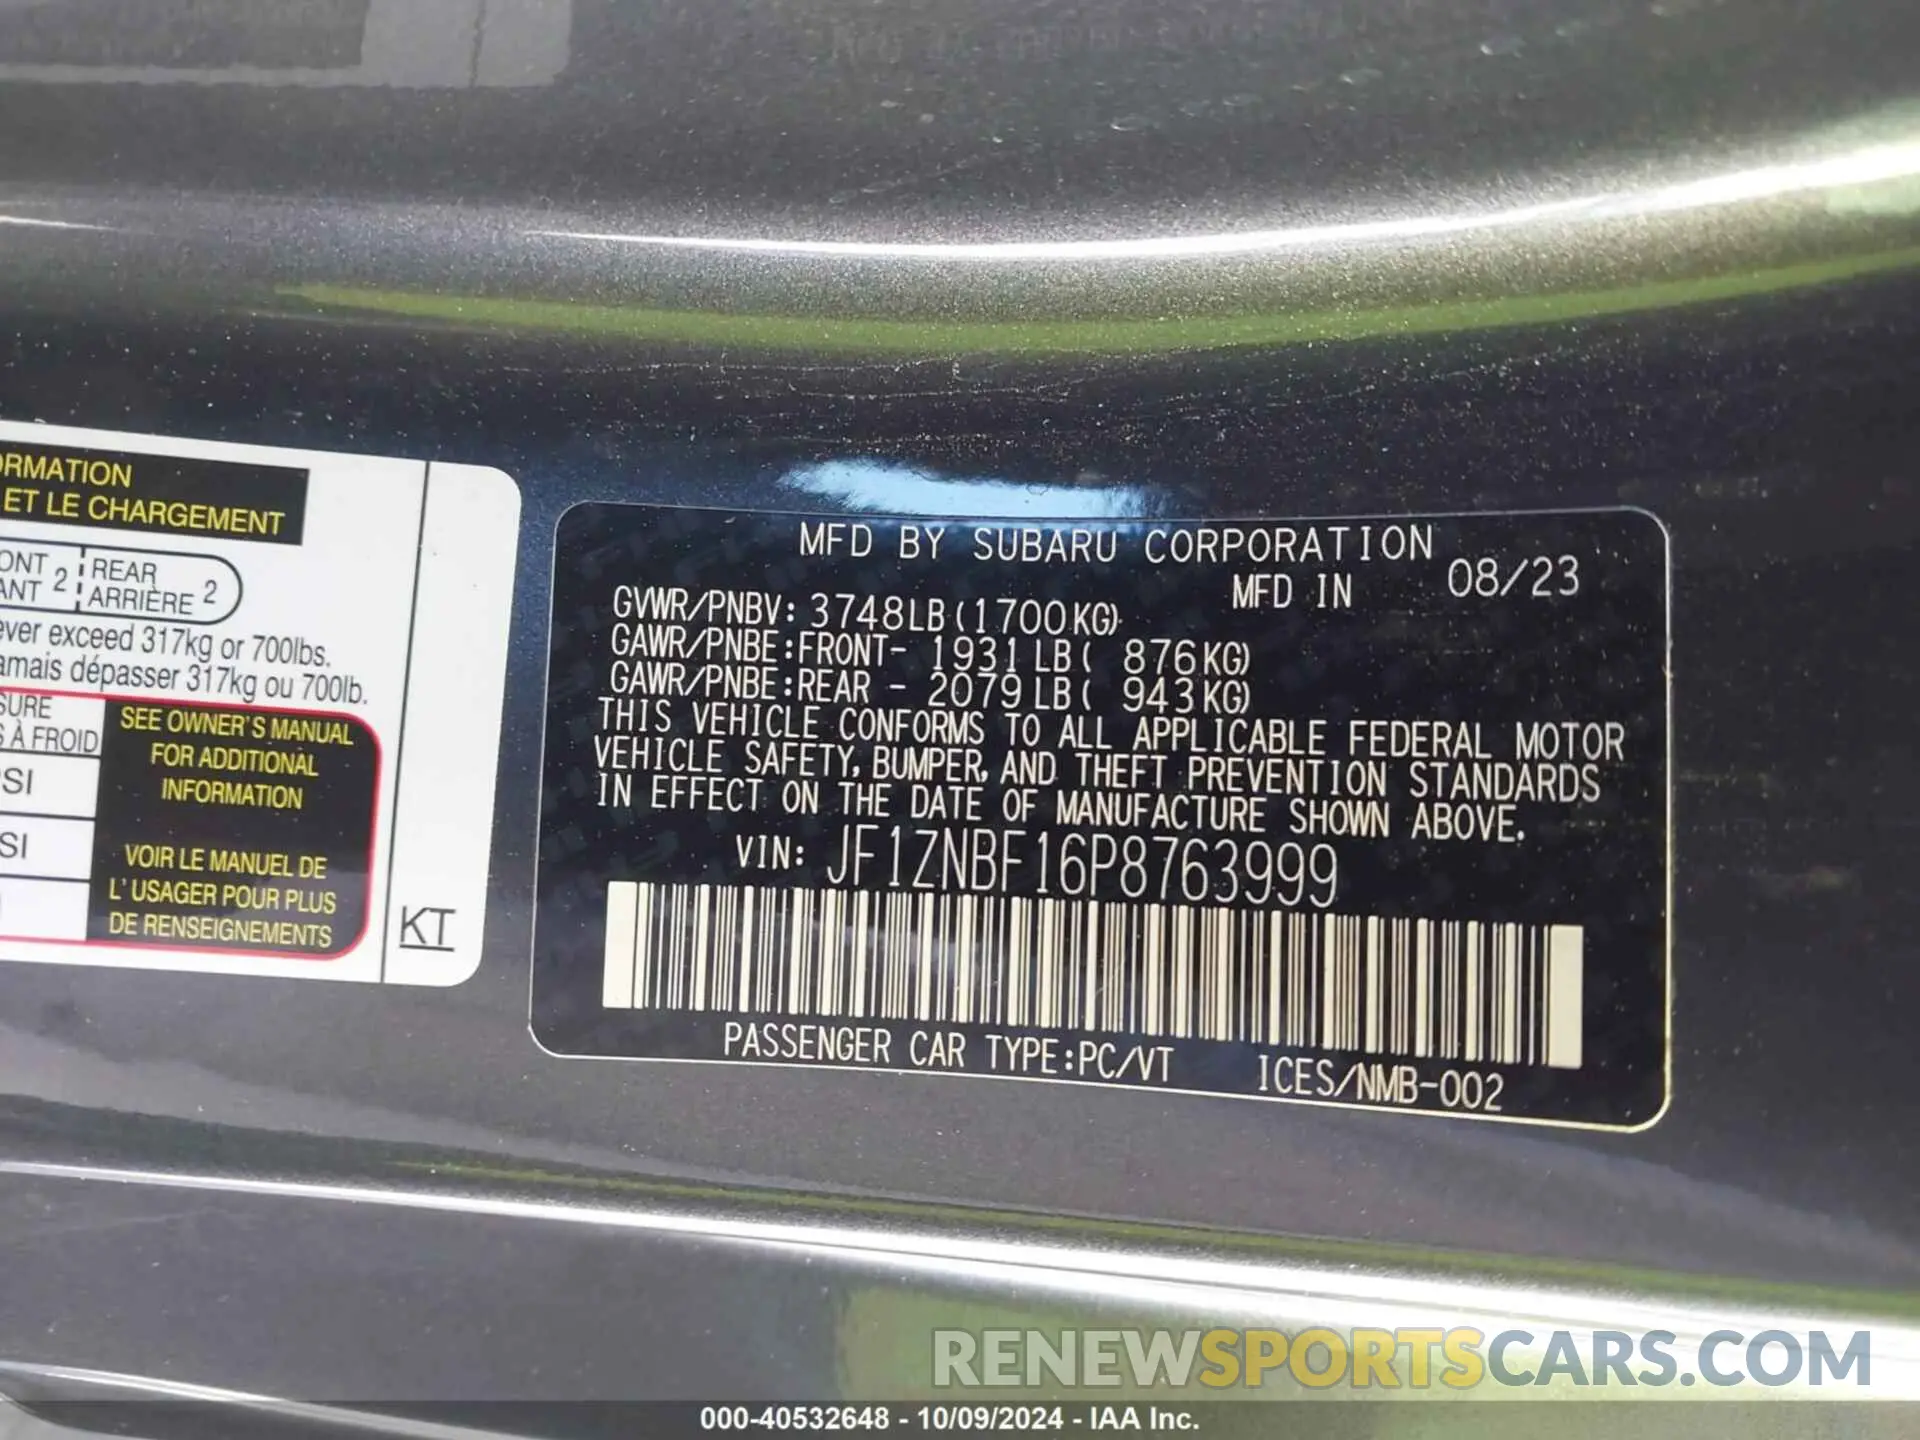 RMATION
ET LE CHARGEMENT
2 REAR 2
ARRIÈRE
ever exceed 317kg or 700lbs.
amais dépasser 317kg ou 700lb.
À FROID
SEE OWNER'S MANUAL
FOR ADDITIONAL
INFORMATION
VOIR LE MANUEL DE
L'USAGER POUR PLUS
DE RENSEIGNEMENTS
KT
MFD BY SUBARU CORPORATION
MFD IN 08/23
GVWR/PNBV: 3748LB(1700KG)
GAWR/PNBE:FRONT- 1931LB( 876KG)
GAWR/PNBE:REAR - 2079LB( 943KG)
THIS VEHICLE CONFORMS TO ALL APPLICABLE FEDERAL MOTOR
VEHICLE SAFETY, BUMPER, AND THEFT PREVENTION STANDARDS
IN EFFECT ON THE DATE OF MANUFACTURE SHOWN ABOVE.
VIN: JF1ZNBF16P8763999
PASSENGER CAR TYPE:PC/VT ICES/NMB-002
RENEWSPORTSCARS.COM
000-40532648 - 10/09/2024 - IAA Inc.